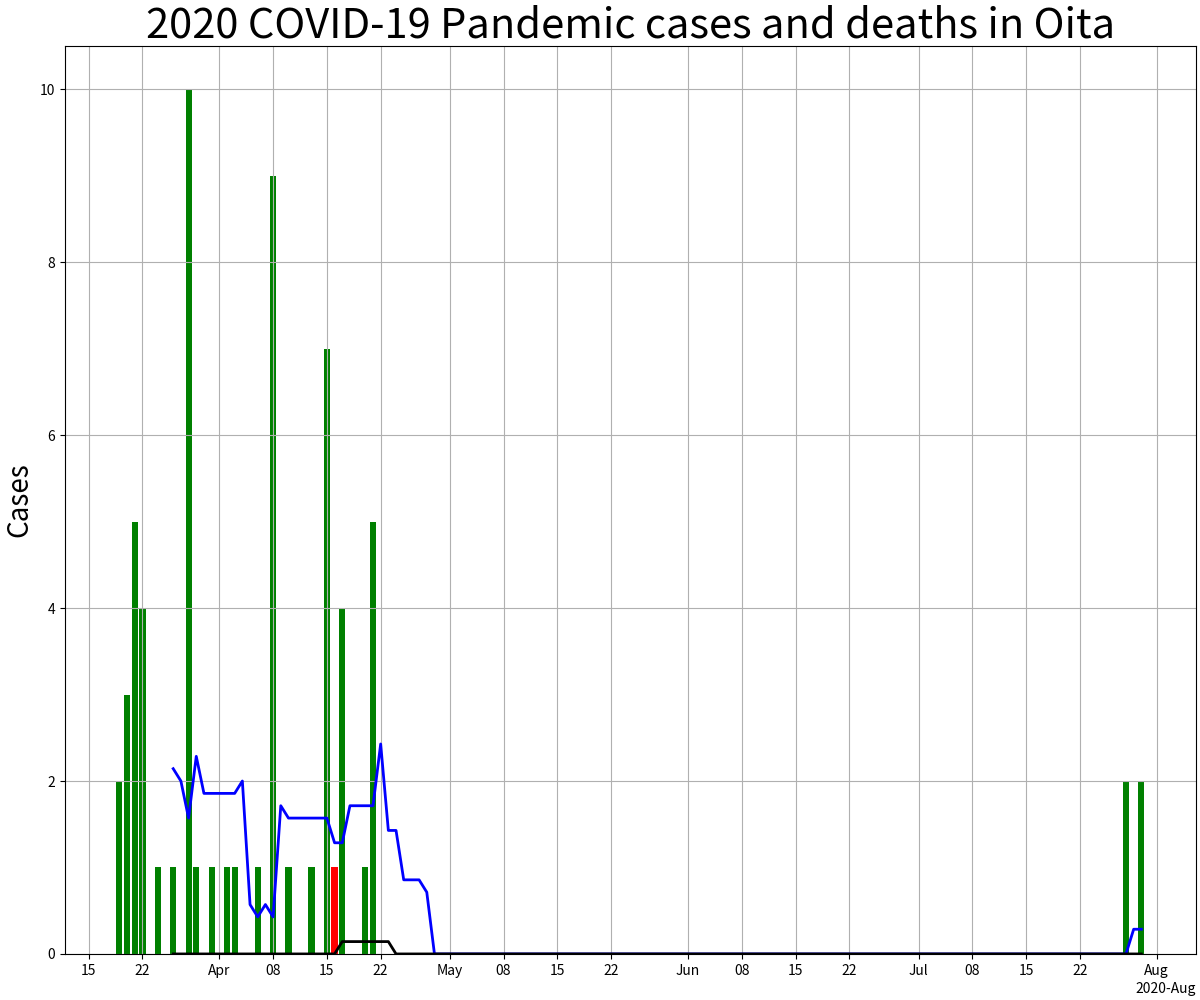 2020 COVID-19 Pandemic cases and deaths in Oita
10
8
6
4
2
0
Cases
15 22 Apr 08 15 22 May 08 15 22 Jun 08 15 22 Jul 08 15 22 Aug
2020-Aug